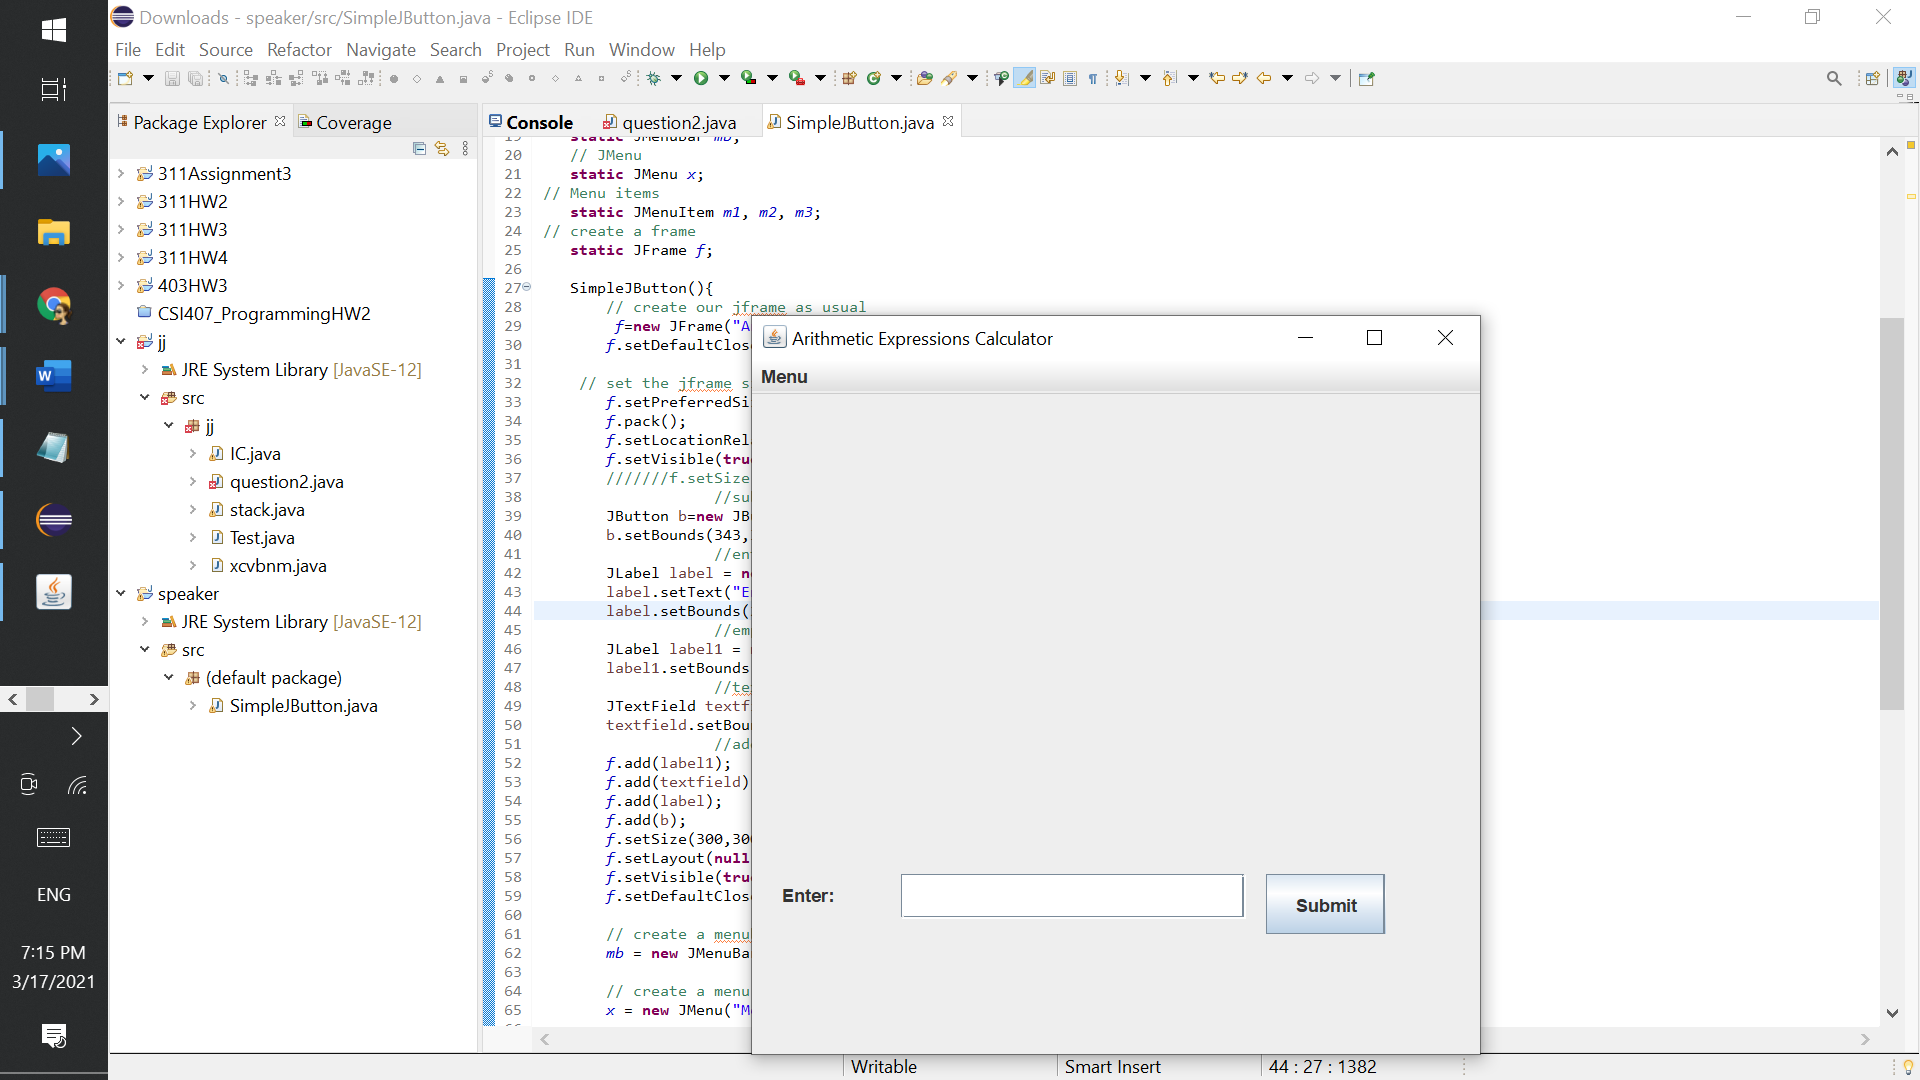 Downloads - speaker/src/SimpleJButton.java - Eclipse IDE
File Edit Source Refactor Navigate Search Project Run Window Help
Package Explorer
Coverage
311Assignment3
311HW2
311HW3
311HW4
403HW3
CSI407_ProgrammingHW2
jj
JRE System Library [JavaSE-12]
src
jj
IC.java
question2.java
stack.java
Test.java
xcvbnm.java
speaker
JRE System Library [JavaSE-12]
src
(default package)
SimpleJButton.java
Console
question2.java
SimpleJButton.java
19 static JMenuBar mb;
20 // JMenu
21 static JMenu x;
22 // Menu items
23 static JMenuItem m1, m2, m3;
24 // create a frame
25 static JFrame f;
26
27 SimpleJButton(){
28 // create our jframe as usual
29 f=new JFrame("A
30 f.setDefaultClos
31
32 // set the jframe s
33 f.setPreferredSi
34 f.pack();
35 f.setLocationRel
36 f.setVisible(tru
37 ///////f.setSize
38 //su
39 JButton b=new JB
40 b.setBounds(343,
41 //en
42 JLabel label = n
43 label.setText("E
44 label.setBounds(
45 //em
46 JLabel label1 =
47 label1.setBounds
48 //te
49 JTextField textf
50 textfield.setBou
51 //ad
52 f.add(label1);
53 f.add(textfield)
54 f.add(label);
55 f.add(b);
56 f.setSize(300,30
57 f.setLayout(null
58 f.setVisible(tru
59 f.setDefaultClos
60
61 // create a menu
62 mb = new JMenuBa
63
64 // create a menu
65 x = new JMenu("M
Arithmetic Expressions Calculator
Menu
Enter:
Submit
Writable
Smart Insert
44 : 27 : 1382
ENG
7:15 PM
3/17/2021